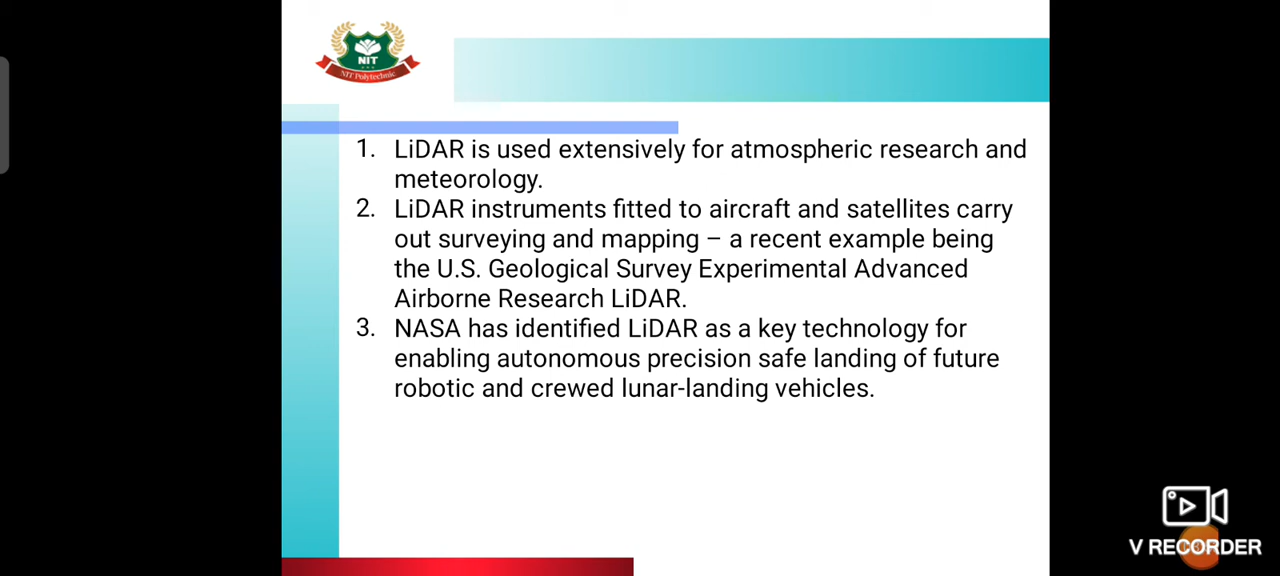 NIT
NIT Polytechnic
1. LiDAR is used extensively for atmospheric research and
meteorology.
2. LiDAR instruments fitted to aircraft and satellites carry
out surveying and mapping – a recent example being
the U.S. Geological Survey Experimental Advanced
Airborne Research LiDAR.
3. NASA has identified LiDAR as a key technology for
enabling autonomous precision safe landing of future
robotic and crewed lunar-landing vehicles.
V RECORDER